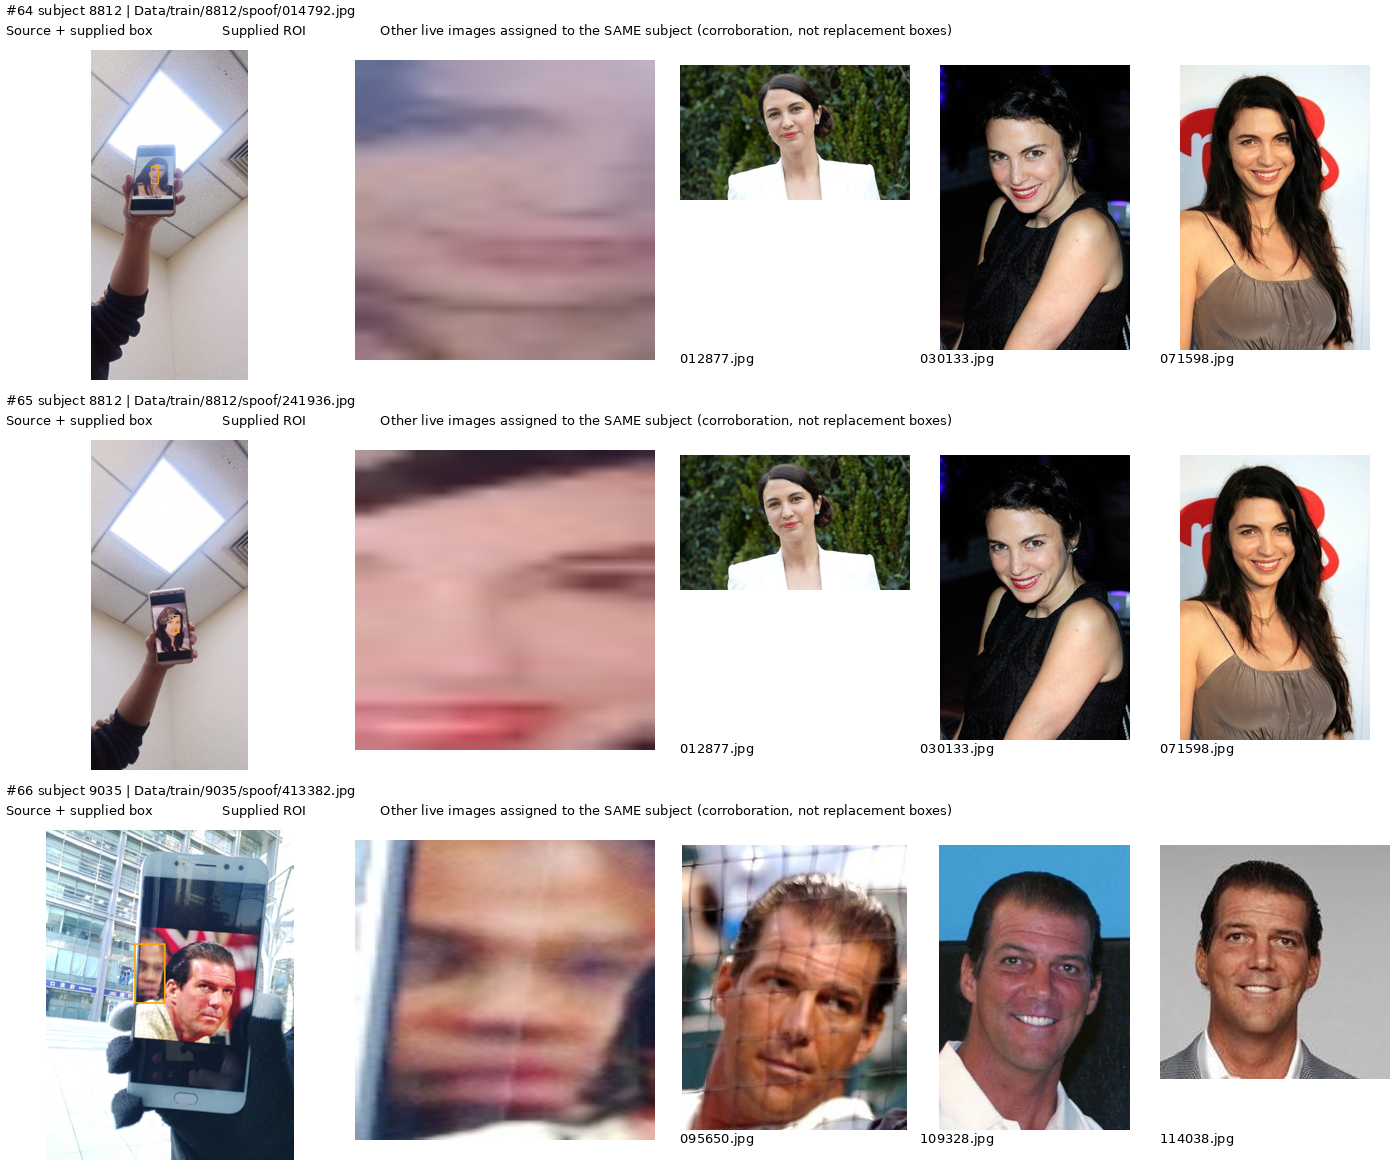 #64 subject 8812 | Data/train/8812/spoof/014792.jpg
Source + supplied box Supplied ROI Other live images assigned to the SAME subject (corroboration, not replacement boxes)
012877.jpg 030133.jpg 071598.jpg
#65 subject 8812 | Data/train/8812/spoof/241936.jpg
Source + supplied box Supplied ROI Other live images assigned to the SAME subject (corroboration, not replacement boxes)
012877.jpg 030133.jpg 071598.jpg
#66 subject 9035 | Data/train/9035/spoof/413382.jpg
Source + supplied box Supplied ROI Other live images assigned to the SAME subject (corroboration, not replacement boxes)
095650.jpg 109328.jpg 114038.jpg